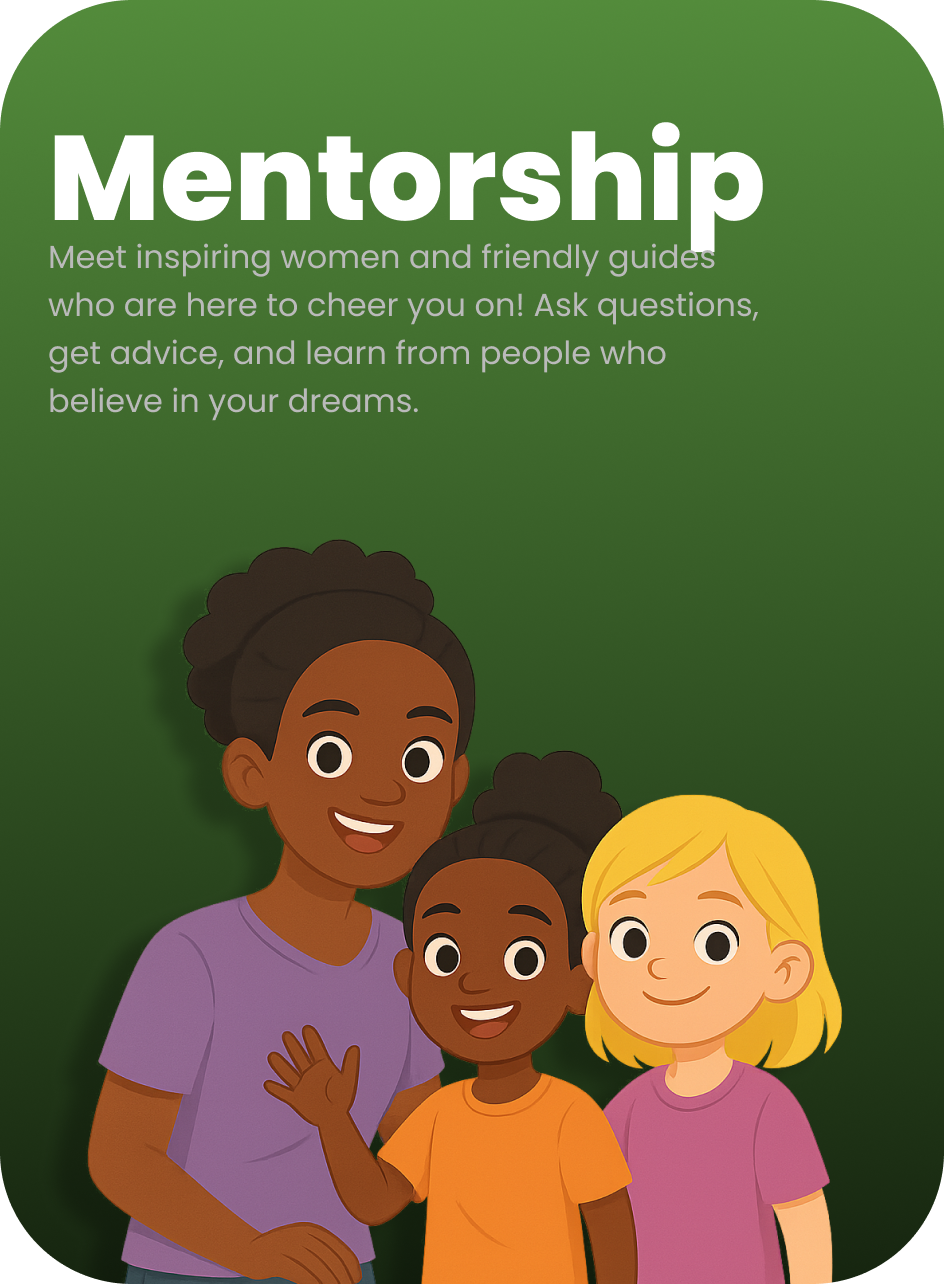 Mentorship
Meet inspiring women and friendly guides
who are here to cheer you on! Ask questions,
get advice, and learn from people who
believe in your dreams.